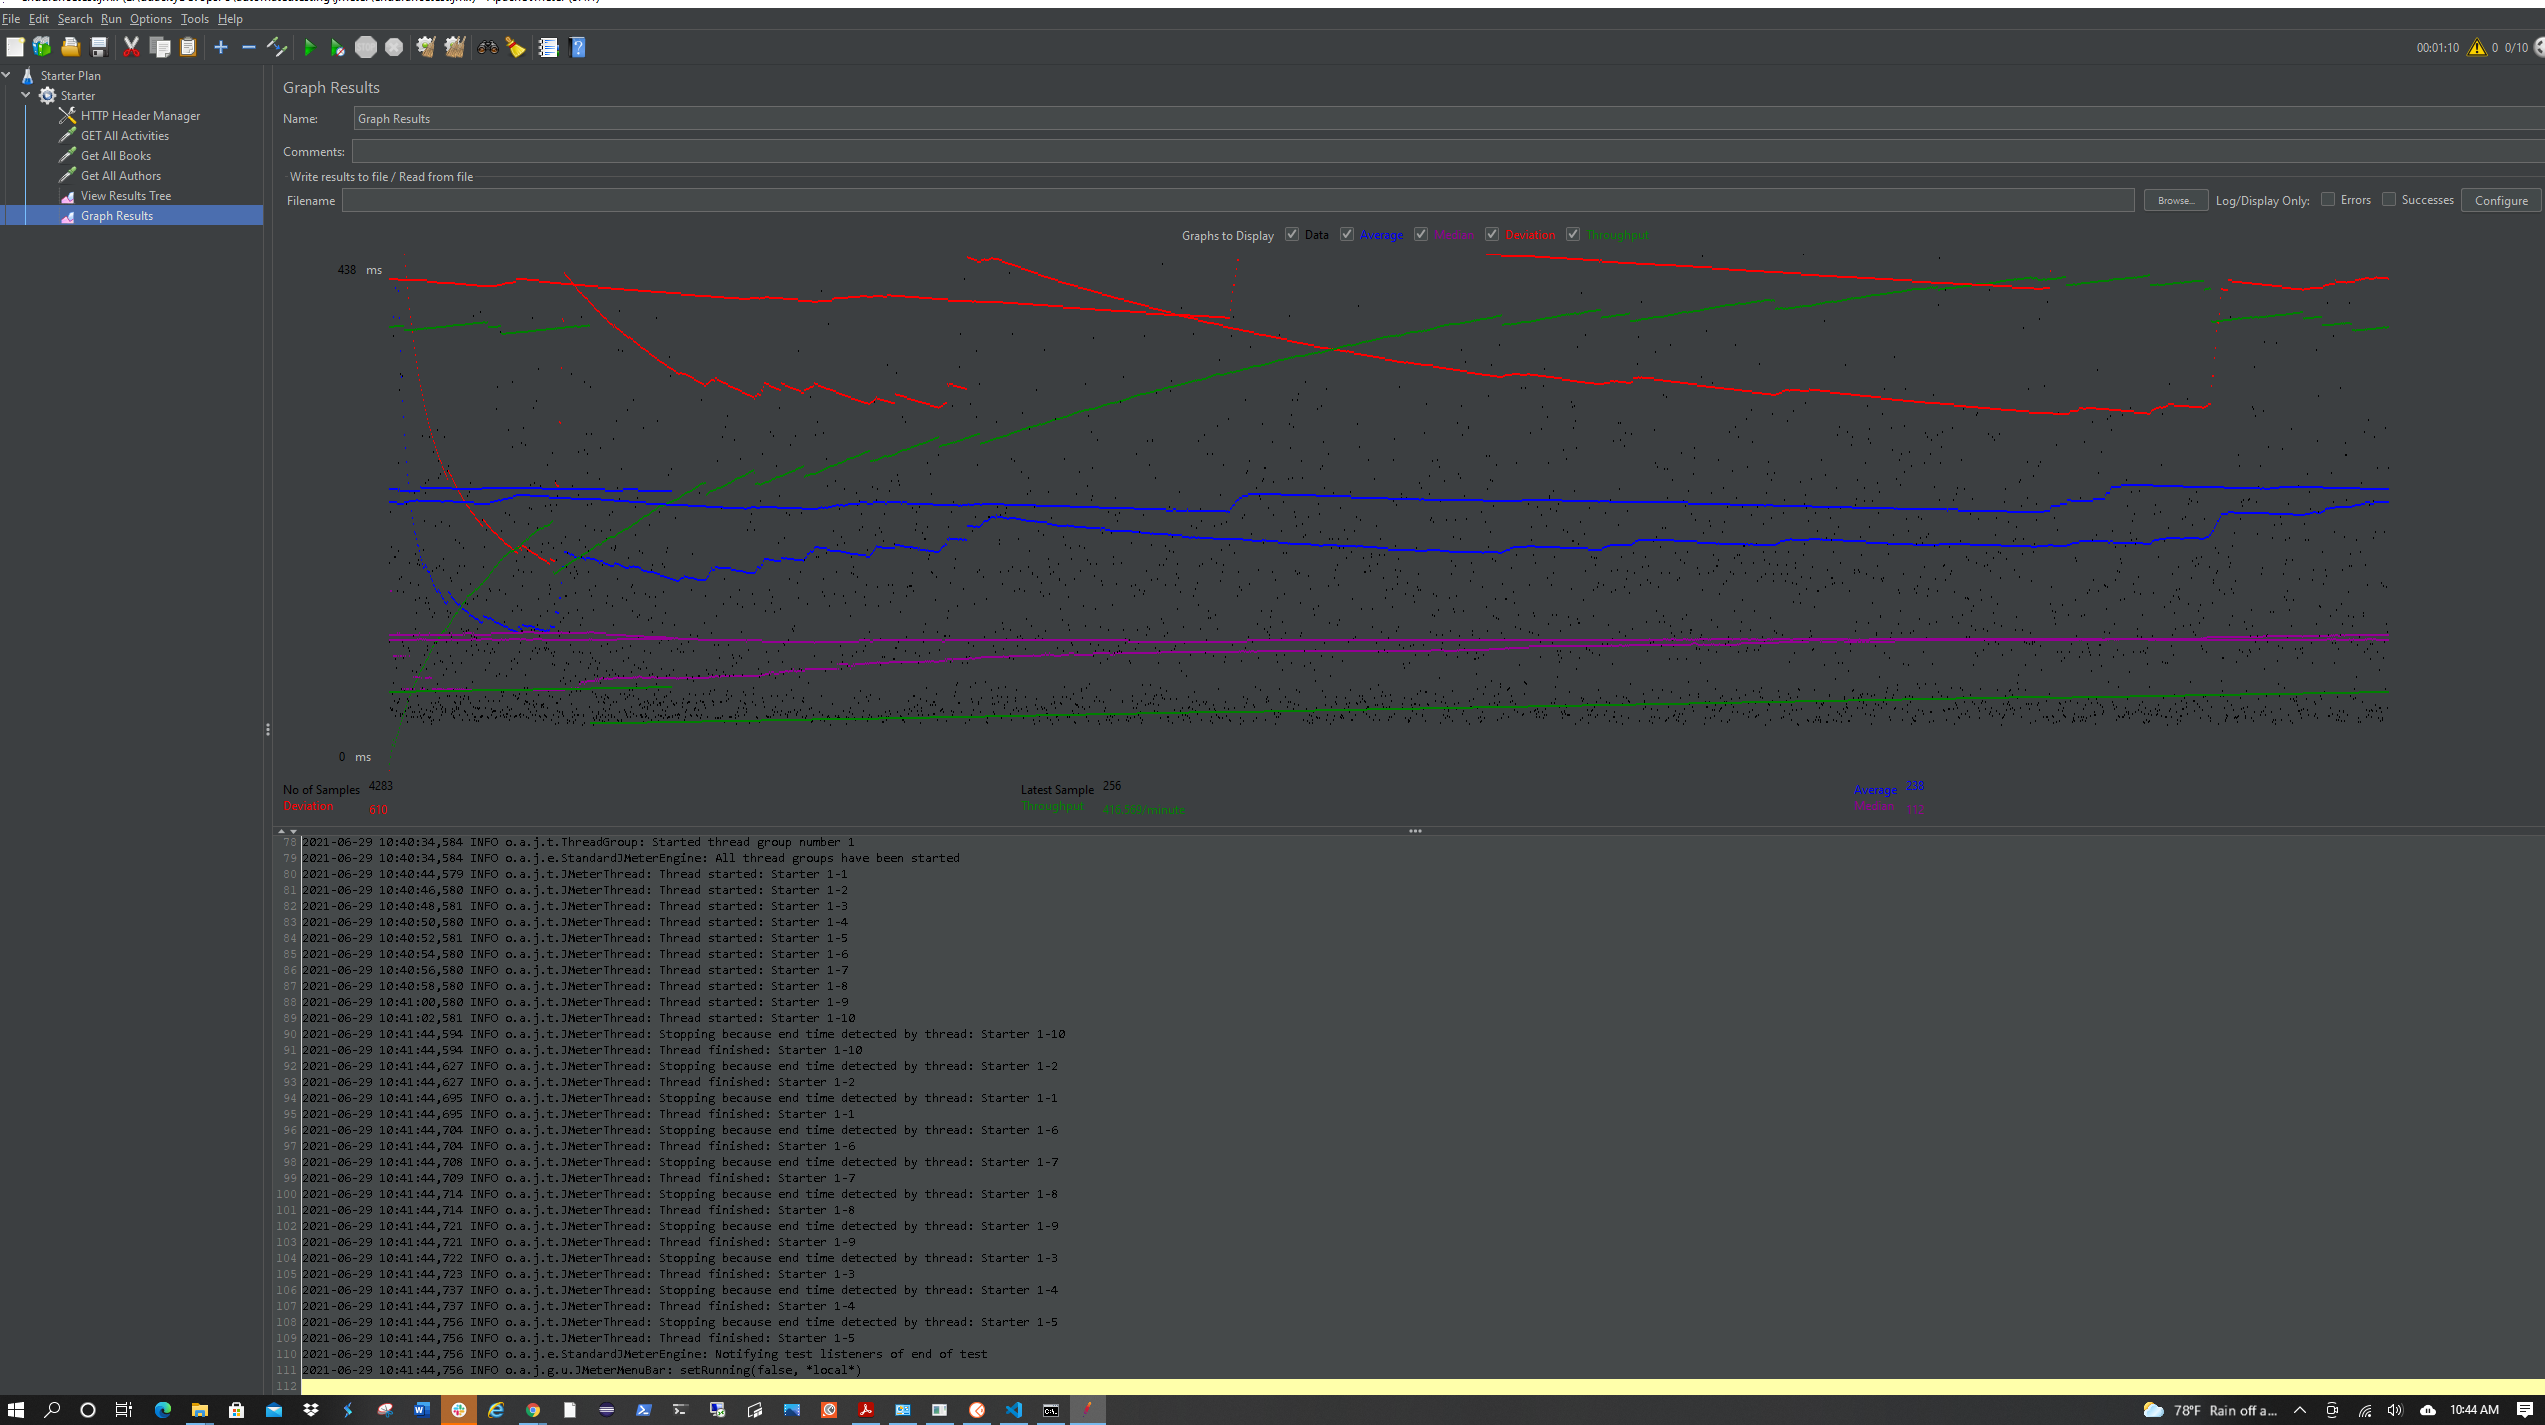 File Edit Search Run Options Tools Help
00:01:10 0 0/10
Starter Plan
Starter
HTTP Header Manager
GET All Activities
Get All Books
Get All Authors
View Results Tree
Graph Results
Graph Results
Name: Graph Results
Comments:
Write results to file / Read from file
Filename Browse... Log/Display Only: Errors Successes Configure
Graphs to Display Data Average Median Deviation Throughput
438 ms
0 ms
No of Samples 4283 Latest Sample 256 Average 238
Deviation 610 Throughput 416.569/minute Median
78 2021-06-29 10:40:34,584 INFO o.a.j.t.ThreadGroup: Started thread group number 1
79 2021-06-29 10:40:34,584 INFO o.a.j.e.StandardJMeterEngine: All thread groups have been started
80 2021-06-29 10:40:44,579 INFO o.a.j.t.JMeterThread: Thread started: Starter 1-1
81 2021-06-29 10:40:46,580 INFO o.a.j.t.JMeterThread: Thread started: Starter 1-2
82 2021-06-29 10:40:48,581 INFO o.a.j.t.JMeterThread: Thread started: Starter 1-3
83 2021-06-29 10:40:50,580 INFO o.a.j.t.JMeterThread: Thread started: Starter 1-4
84 2021-06-29 10:40:52,581 INFO o.a.j.t.JMeterThread: Thread started: Starter 1-5
85 2021-06-29 10:40:54,580 INFO o.a.j.t.JMeterThread: Thread started: Starter 1-6
86 2021-06-29 10:40:56,580 INFO o.a.j.t.JMeterThread: Thread started: Starter 1-7
87 2021-06-29 10:40:58,580 INFO o.a.j.t.JMeterThread: Thread started: Starter 1-8
88 2021-06-29 10:41:00,580 INFO o.a.j.t.JMeterThread: Thread started: Starter 1-9
89 2021-06-29 10:41:02,581 INFO o.a.j.t.JMeterThread: Thread started: Starter 1-10
90 2021-06-29 10:41:44,594 INFO o.a.j.t.JMeterThread: Stopping because end time detected by thread: Starter 1-10
91 2021-06-29 10:41:44,594 INFO o.a.j.t.JMeterThread: Thread finished: Starter 1-10
92 2021-06-29 10:41:44,627 INFO o.a.j.t.JMeterThread: Stopping because end time detected by thread: Starter 1-2
93 2021-06-29 10:41:44,627 INFO o.a.j.t.JMeterThread: Thread finished: Starter 1-2
94 2021-06-29 10:41:44,695 INFO o.a.j.t.JMeterThread: Stopping because end time detected by thread: Starter 1-1
95 2021-06-29 10:41:44,695 INFO o.a.j.t.JMeterThread: Thread finished: Starter 1-1
96 2021-06-29 10:41:44,704 INFO o.a.j.t.JMeterThread: Stopping because end time detected by thread: Starter 1-6
97 2021-06-29 10:41:44,704 INFO o.a.j.t.JMeterThread: Thread finished: Starter 1-6
98 2021-06-29 10:41:44,708 INFO o.a.j.t.JMeterThread: Stopping because end time detected by thread: Starter 1-7
99 2021-06-29 10:41:44,709 INFO o.a.j.t.JMeterThread: Thread finished: Starter 1-7
100 2021-06-29 10:41:44,714 INFO o.a.j.t.JMeterThread: Stopping because end time detected by thread: Starter 1-8
101 2021-06-29 10:41:44,714 INFO o.a.j.t.JMeterThread: Thread finished: Starter 1-8
102 2021-06-29 10:41:44,721 INFO o.a.j.t.JMeterThread: Stopping because end time detected by thread: Starter 1-9
103 2021-06-29 10:41:44,721 INFO o.a.j.t.JMeterThread: Thread finished: Starter 1-9
104 2021-06-29 10:41:44,722 INFO o.a.j.t.JMeterThread: Stopping because end time detected by thread: Starter 1-3
105 2021-06-29 10:41:44,723 INFO o.a.j.t.JMeterThread: Thread finished: Starter 1-3
106 2021-06-29 10:41:44,737 INFO o.a.j.t.JMeterThread: Stopping because end time detected by thread: Starter 1-4
107 2021-06-29 10:41:44,737 INFO o.a.j.t.JMeterThread: Thread finished: Starter 1-4
108 2021-06-29 10:41:44,756 INFO o.a.j.t.JMeterThread: Stopping because end time detected by thread: Starter 1-5
109 2021-06-29 10:41:44,756 INFO o.a.j.t.JMeterThread: Thread finished: Starter 1-5
110 2021-06-29 10:41:44,756 INFO o.a.j.e.StandardJMeterEngine: Notifying test listeners of end of test
111 2021-06-29 10:41:44,756 INFO o.a.j.g.u.JMeterMenuBar: setRunning(false, *local*)
112
78°F Rain off a... 10:44 AM